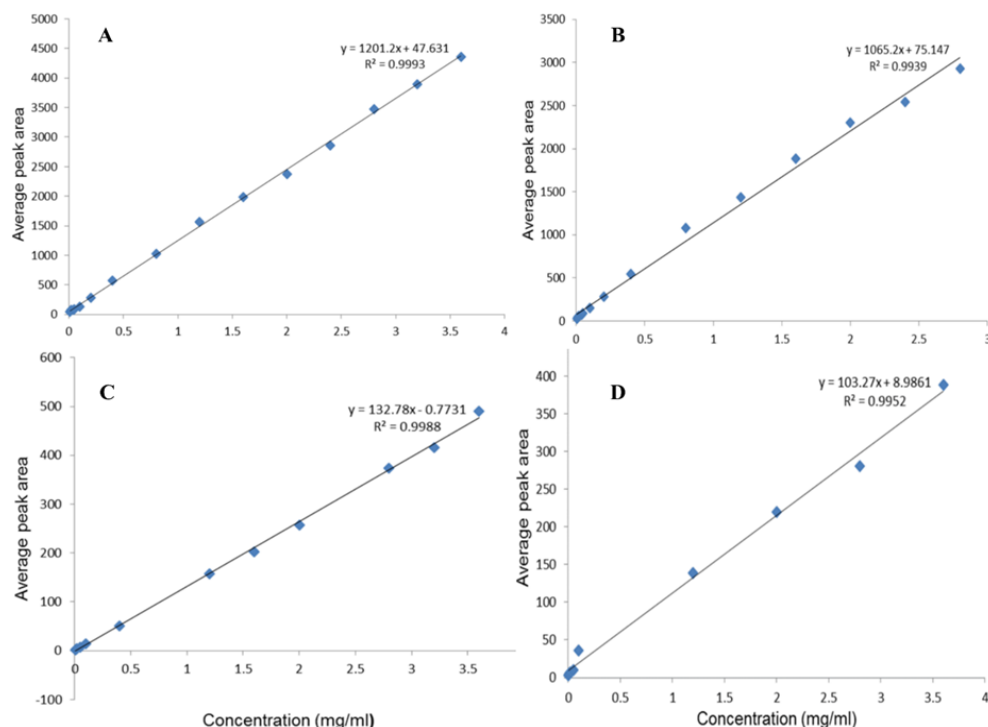 A
y = 1201.2x + 47.631
R² = 0.9993
Average peak area
5000
4500
4000
3500
3000
2500
2000
1500
1000
500
0
0 0.5 1 1.5 2 2.5 3 3.5 4
B
y = 1065.2x + 75.147
R² = 0.9939
Average peak area
3500
3000
2500
2000
1500
1000
500
0
0 0.5 1 1.5 2 2.5 3
C
y = 132.78x - 0.7731
R² = 0.9988
Average peak area
600
500
400
300
200
100
0
-100
0 0.5 1 1.5 2 2.5 3 3.5
Concentration (mg/ml)
D
y = 103.27x + 8.9861
R² = 0.9952
Average peak area
400
350
300
250
200
150
100
50
0
0 0.5 1 1.5 2 2.5 3 3.5 4
Concentration (mg/ml)